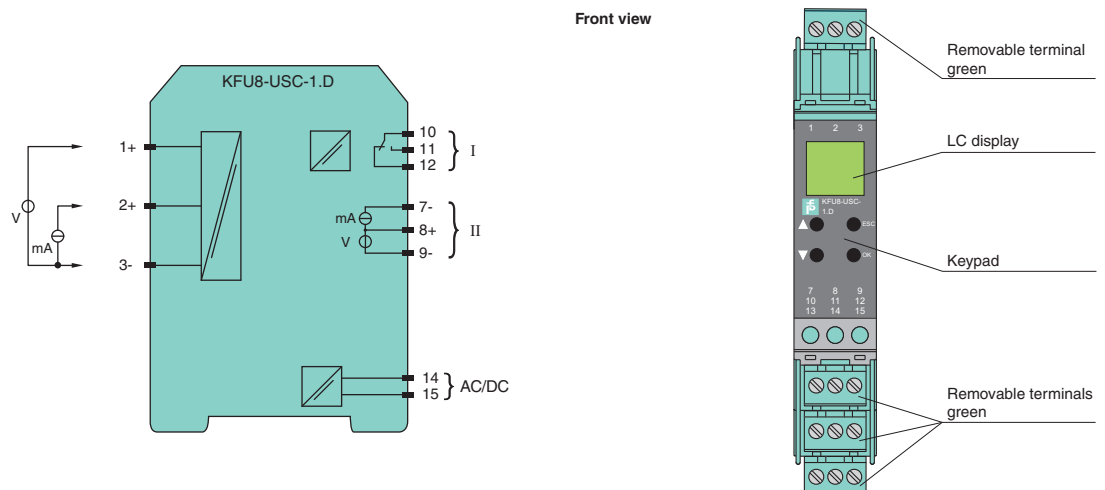 Front view
KFU8-USC-1.D
1+
2+
3-
V
mA
10
11
12
I
7-
8+
9-
mA
V
II
14
15
AC/DC
1 2 3
KFU8-USC-
1.D
ESC
OK
7 8 9
10 11 12
13 14 15
Removable terminal
green
LC display
Keypad
Removable terminals
green